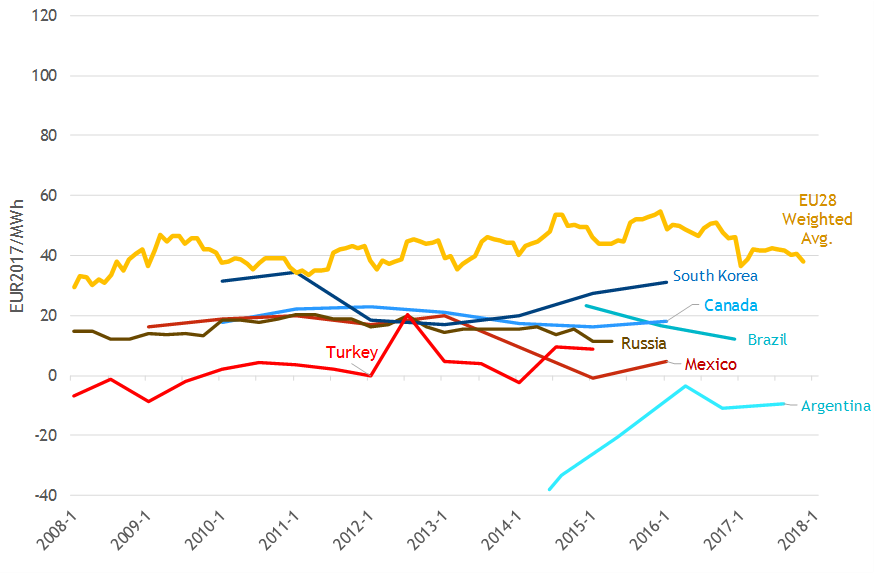 120
100
80
60
40
20
0
-20
-40
EUR2017/MWh
EU28
Weighted
Avg.
South Korea
Canada
Brazil
Russia
Turkey
Mexico
Argentina
2008-1
2009-1
2010-1
2011-1
2012-1
2013-1
2014-1
2015-1
2016-1
2017-1
2018-1